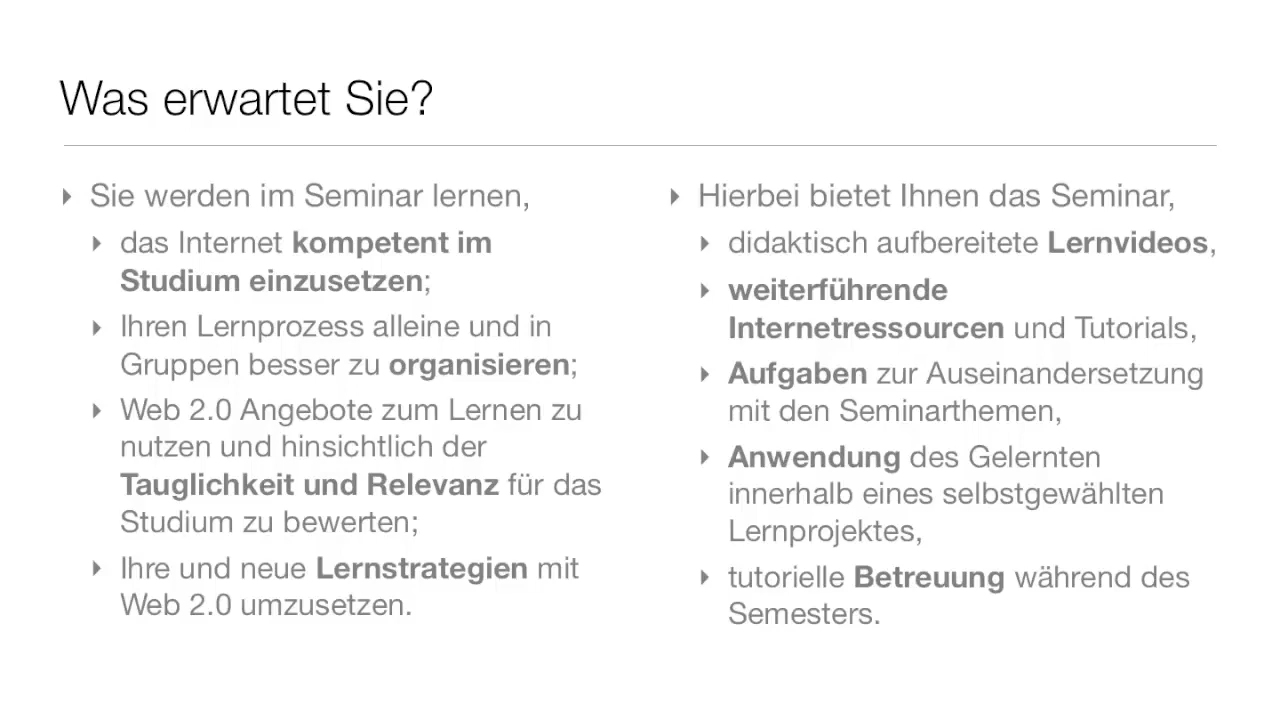 Was erwartet Sie?
Sie werden im Seminar lernen,
das Internet kompetent im
Studium einzusetzen;
Ihren Lernprozess alleine und in
Gruppen besser zu organisieren;
Web 2.0 Angebote zum Lernen zu
nutzen und hinsichtlich der
Tauglichkeit und Relevanz für das
Studium zu bewerten;
Ihre und neue Lernstrategien mit
Web 2.0 umzusetzen.
Hierbei bietet Ihnen das Seminar,
didaktisch aufbereitete Lernvideos,
weiterführende
Internetressourcen und Tutorials,
Aufgaben zur Auseinandersetzung
mit den Seminarthemen,
Anwendung des Gelernten
innerhalb eines selbstgewählten
Lernprojektes,
tutorielle Betreuung während des
Semesters.